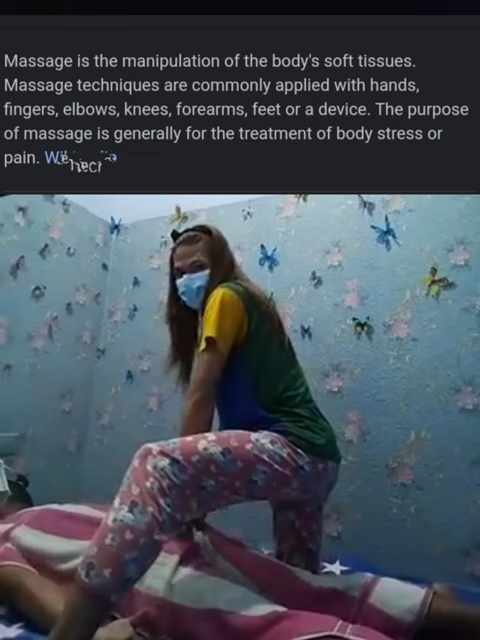 Massage is the manipulation of the body's soft tissues.
Massage techniques are commonly applied with hands,
fingers, elbows, knees, forearms, feet or a device. The purpose
of massage is generally for the treatment of body stress or
pain.